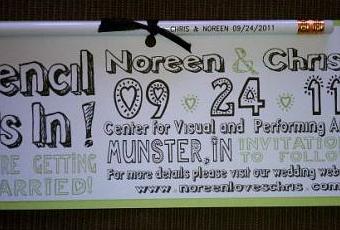 CHRIS & NOREEN 09/24/2011
encil
s In!
RE GETTING
ARRIED!
Noreen & Chris
09 24 11
Center for Visual and Performing A
MUNSTER, IN INVITATION
TO FOLLO
For more details please visit our wedding web
www.noreenloveschris.com